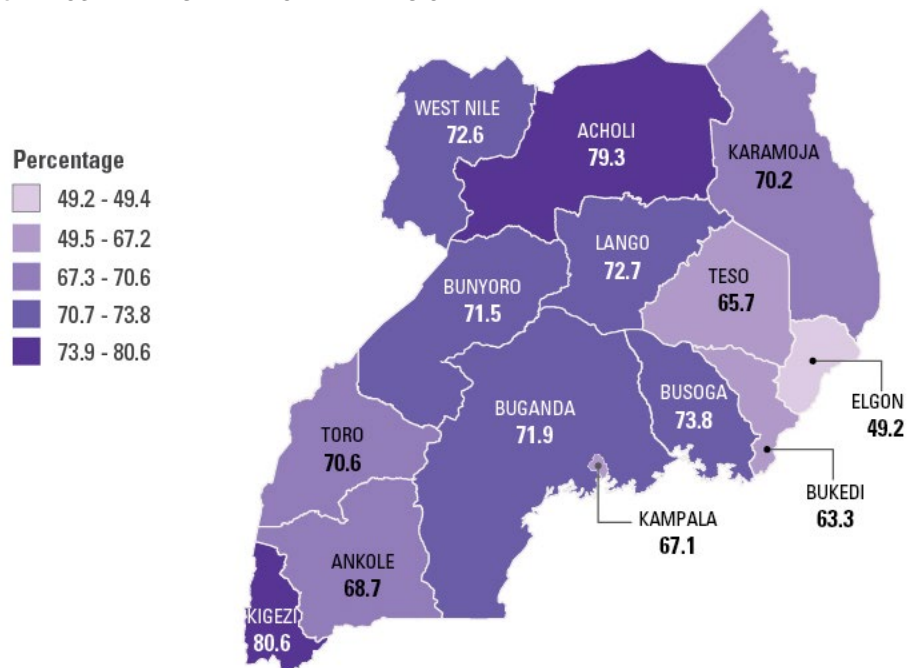 WEST NILE
72.6
ACHOLI
79.3
KARAMOJA
70.2
Percentage
49.2 - 49.4
49.5 - 67.2
67.3 - 70.6
70.7 - 73.8
73.9 - 80.6
LANGO
72.7
TESO
65.7
BUNYORO
71.5
BUGANDA
71.9
BUSOGA
73.8
ELGON
49.2
TORO
70.6
BUKEDI
63.3
KAMPALA
67.1
ANKOLE
68.7
KIGEZI
80.6